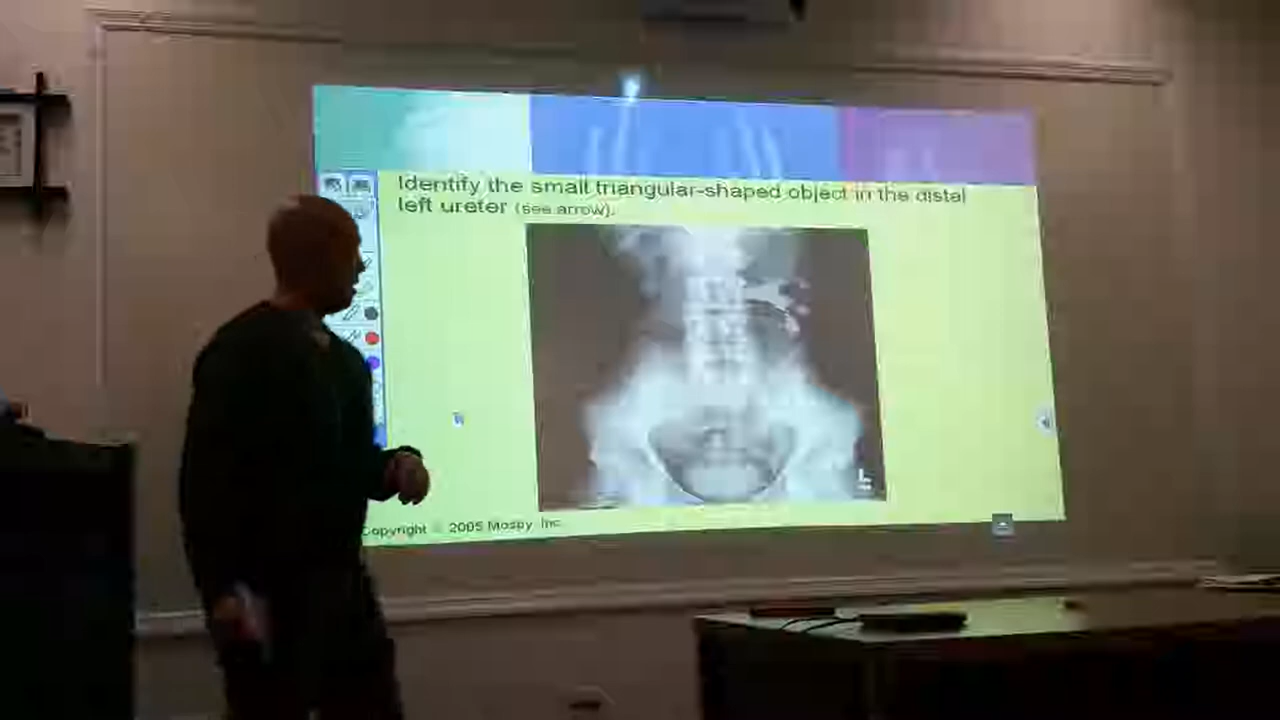 Identify the small triangular-shaped object in the distal
left ureter (see arrow).
L
Copyright © 2005 Mosby Inc